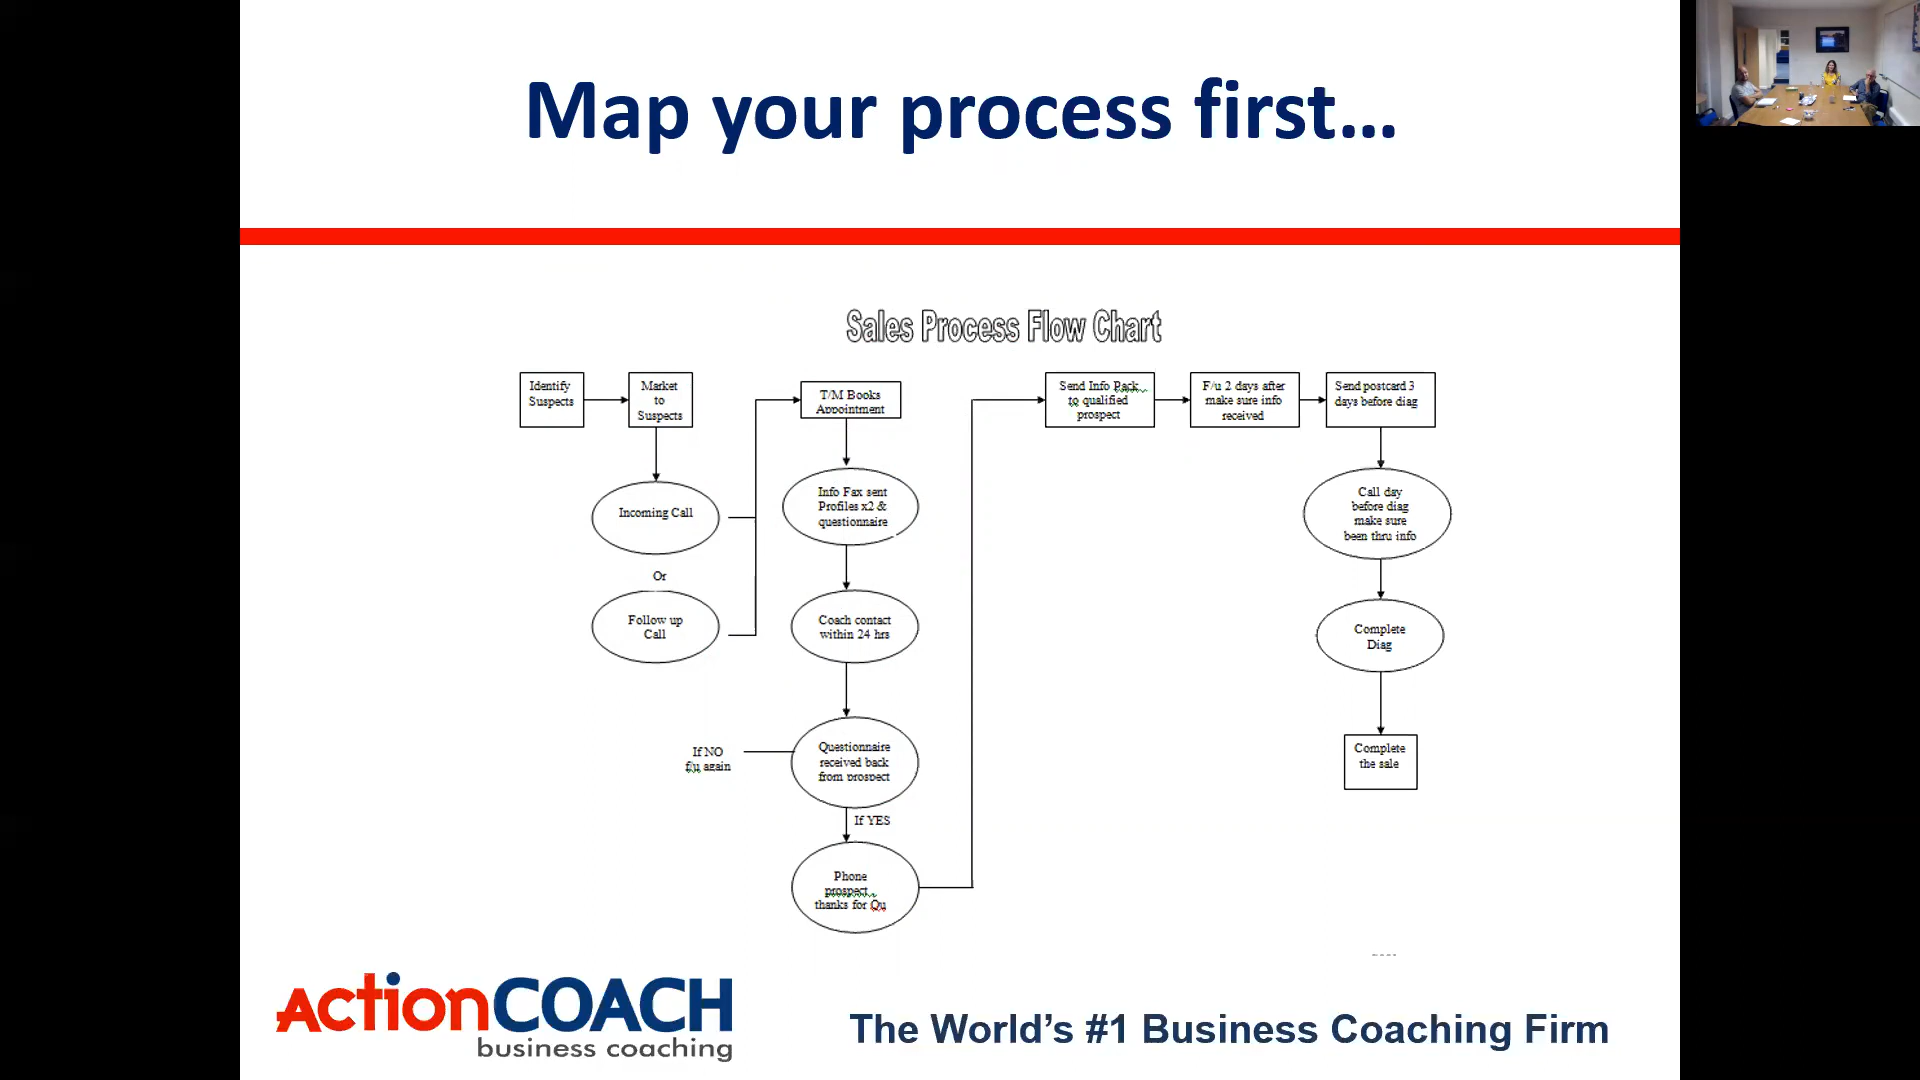 Map your process first…
Sales Process Flow Chart
Identify
Suspects
Market
to
Suspects
Incoming Call
Or
Follow up
Call
T/M Books
Appointment
Info Fax sent
Profiles x2 &
questionnaire
Coach contact
within 24 hrs
Questionnaire
received back
from prospect
If NO
f/u again
If YES
Phone
prospect
thanks for Qu
Send Info Pack
to qualified
prospect
F/u 2 days after
make sure info
received
Send postcard 3
days before diag
Call day
before diag
make sure
been thru info
Complete
Diag
Complete
the sale
ActionCOACH
business coaching
The World's #1 Business Coaching Firm